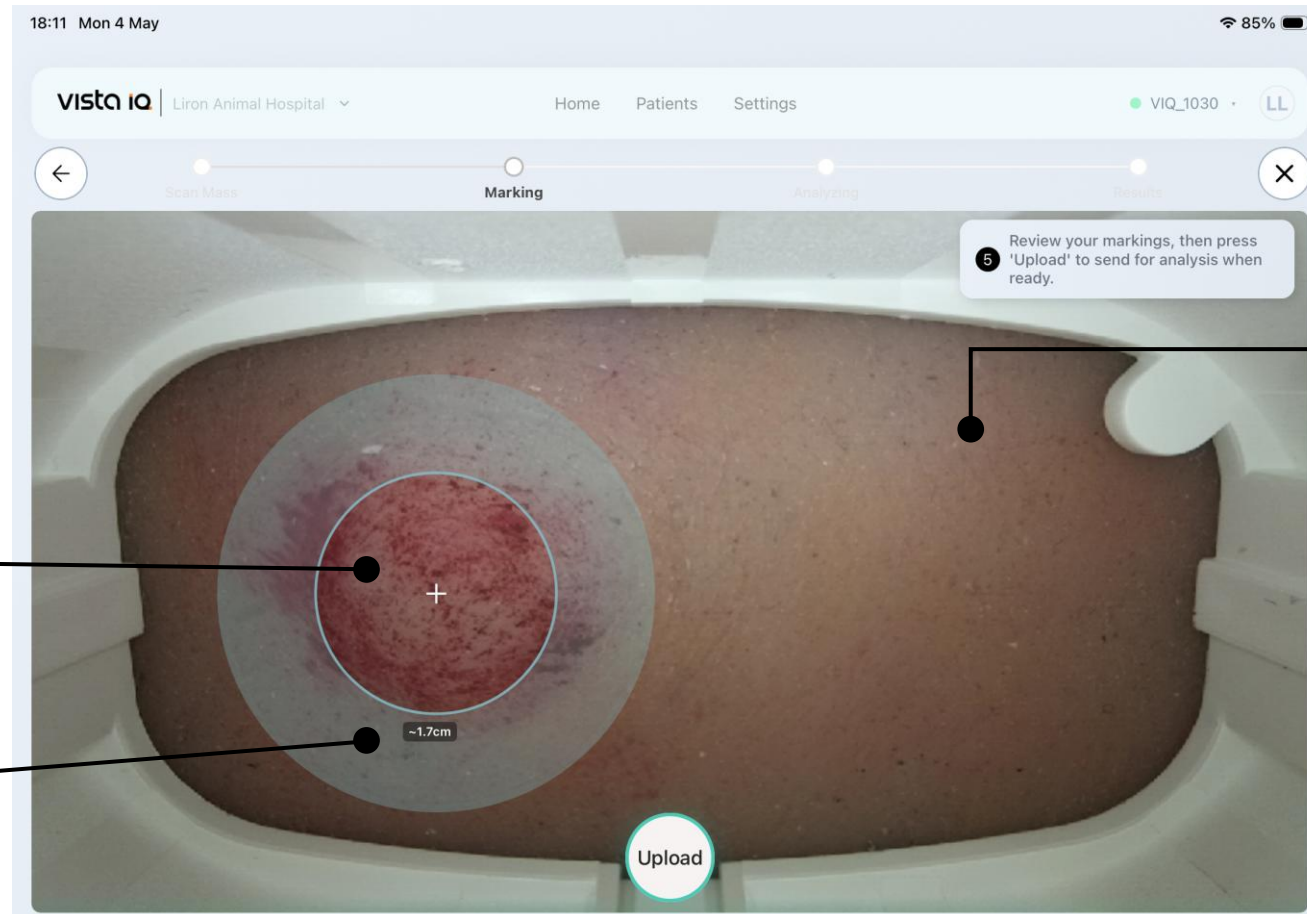 18:11 Mon 4 May
85%
vista iQ Liron Animal Hospital Home Patients Settings VIQ_1030 LL
Scan Mass Marking Analyzing Results
5 Review your markings, then press
'Upload' to send for analysis when
ready.
~1.7cm
Upload